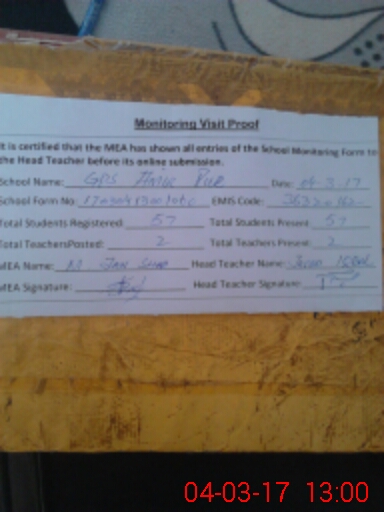 Monitoring Visit Proof
It is certified that the MEA has shown all entries of the School Monitoring Form to
the Head Teacher before its online submission.
School Name: GPS Pur Date: 04-3-17
School Form No: EMIS Code:
Total Students Registered: 57 Total Students Present: 57
Total TeachersPosted: 2 Total Teachers Present: 2
MEA Name: M. Jan Head Teacher Name:
MEA Signature: Head Teacher Signature:
04-03-17 13:00